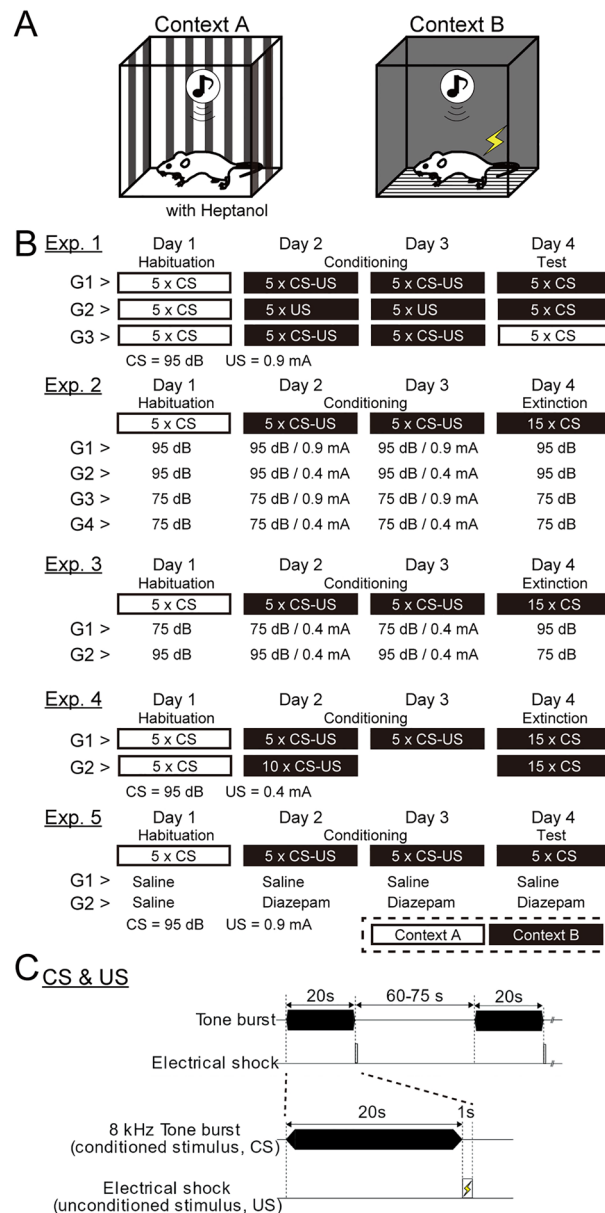 A
Context A Context B
with Heptanol
B
Exp. 1 Day 1 Day 2 Day 3 Day 4
Habituation Conditioning Test
G1 > 5 x CS 5 x CS-US 5 x CS-US 5 x CS
G2 > 5 x CS 5 x US 5 x US 5 x CS
G3 > 5 x CS 5 x CS-US 5 x CS-US 5 x CS
CS = 95 dB US = 0.9 mA
Exp. 2 Day 1 Day 2 Day 3 Day 4
Habituation Conditioning Extinction
5 x CS 5 x CS-US 5 x CS-US 15 x CS
G1 > 95 dB 95 dB / 0.9 mA 95 dB / 0.9 mA 95 dB
G2 > 95 dB 95 dB / 0.4 mA 95 dB / 0.4 mA 95 dB
G3 > 75 dB 75 dB / 0.9 mA 75 dB / 0.9 mA 75 dB
G4 > 75 dB 75 dB / 0.4 mA 75 dB / 0.4 mA 75 dB
Exp. 3 Day 1 Day 2 Day 3 Day 4
Habituation Conditioning Extinction
5 x CS 5 x CS-US 5 x CS-US 15 x CS
G1 > 75 dB 75 dB / 0.4 mA 75 dB / 0.4 mA 95 dB
G2 > 95 dB 95 dB / 0.4 mA 95 dB / 0.4 mA 75 dB
Exp. 4 Day 1 Day 2 Day 3 Day 4
Habituation Conditioning Extinction
G1 > 5 x CS 5 x CS-US 5 x CS-US 15 x CS
G2 > 5 x CS 10 x CS-US 15 x CS
CS = 95 dB US = 0.4 mA
Exp. 5 Day 1 Day 2 Day 3 Day 4
Habituation Conditioning Test
5 x CS 5 x CS-US 5 x CS-US 5 x CS
G1 > Saline Saline Saline Saline
G2 > Saline Diazepam Diazepam Diazepam
CS = 95 dB US = 0.9 mA
Context A Context B
C CS & US
20s 60-75 s 20s
Tone burst
Electrical shock
20s 1s
8 kHz Tone burst
(conditioned stimulus, CS)
Electrical shock
(unconditioned stimulus, US)